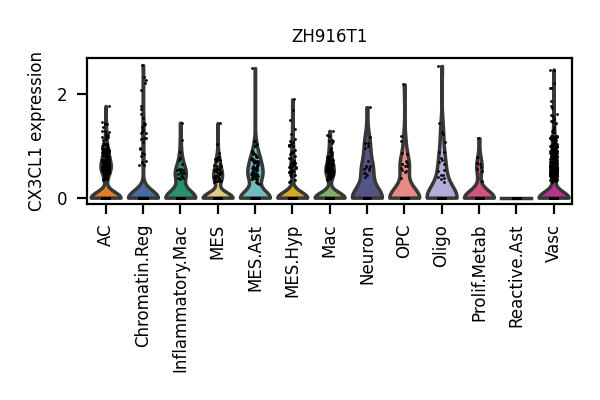 ZH916T1
CX3CL1 expression
2
0
AC
Chromatin.Reg
Inflammatory.Mac
MES
MES.Ast
MES.Hyp
Mac
Neuron
OPC
Oligo
Prolif.Metab
Reactive.Ast
Vasc